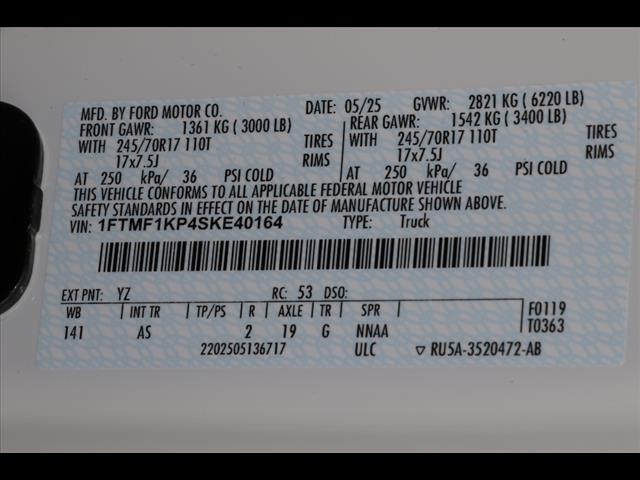 MFD. BY FORD MOTOR CO. DATE: 05/25 GVWR: 2821 KG ( 6220 LB)
FRONT GAWR: 1361 KG ( 3000 LB) REAR GAWR: 1542 KG ( 3400 LB)
WITH 245/70R17 110T TIRES WITH 245/70R17 110T TIRES
17x7.5J RIMS 17x7.5J RIMS
AT 250 kPa/ 36 PSI COLD AT 250 kPa/ 36 PSI COLD
THIS VEHICLE CONFORMS TO ALL APPLICABLE FEDERAL MOTOR VEHICLE
SAFETY STANDARDS IN EFFECT ON THE DATE OF MANUFACTURE SHOWN ABOVE.
VIN: 1FTMF1KP4SKE40164 TYPE: Truck
EXT PNT: YZ RC: 53 DSO:
WB INT TR TP/PS R AXLE TR SPR F0119
141 AS 2 19 G NNAA T0363
2202505136717 ULC ▽ RU5A-3520472-AB